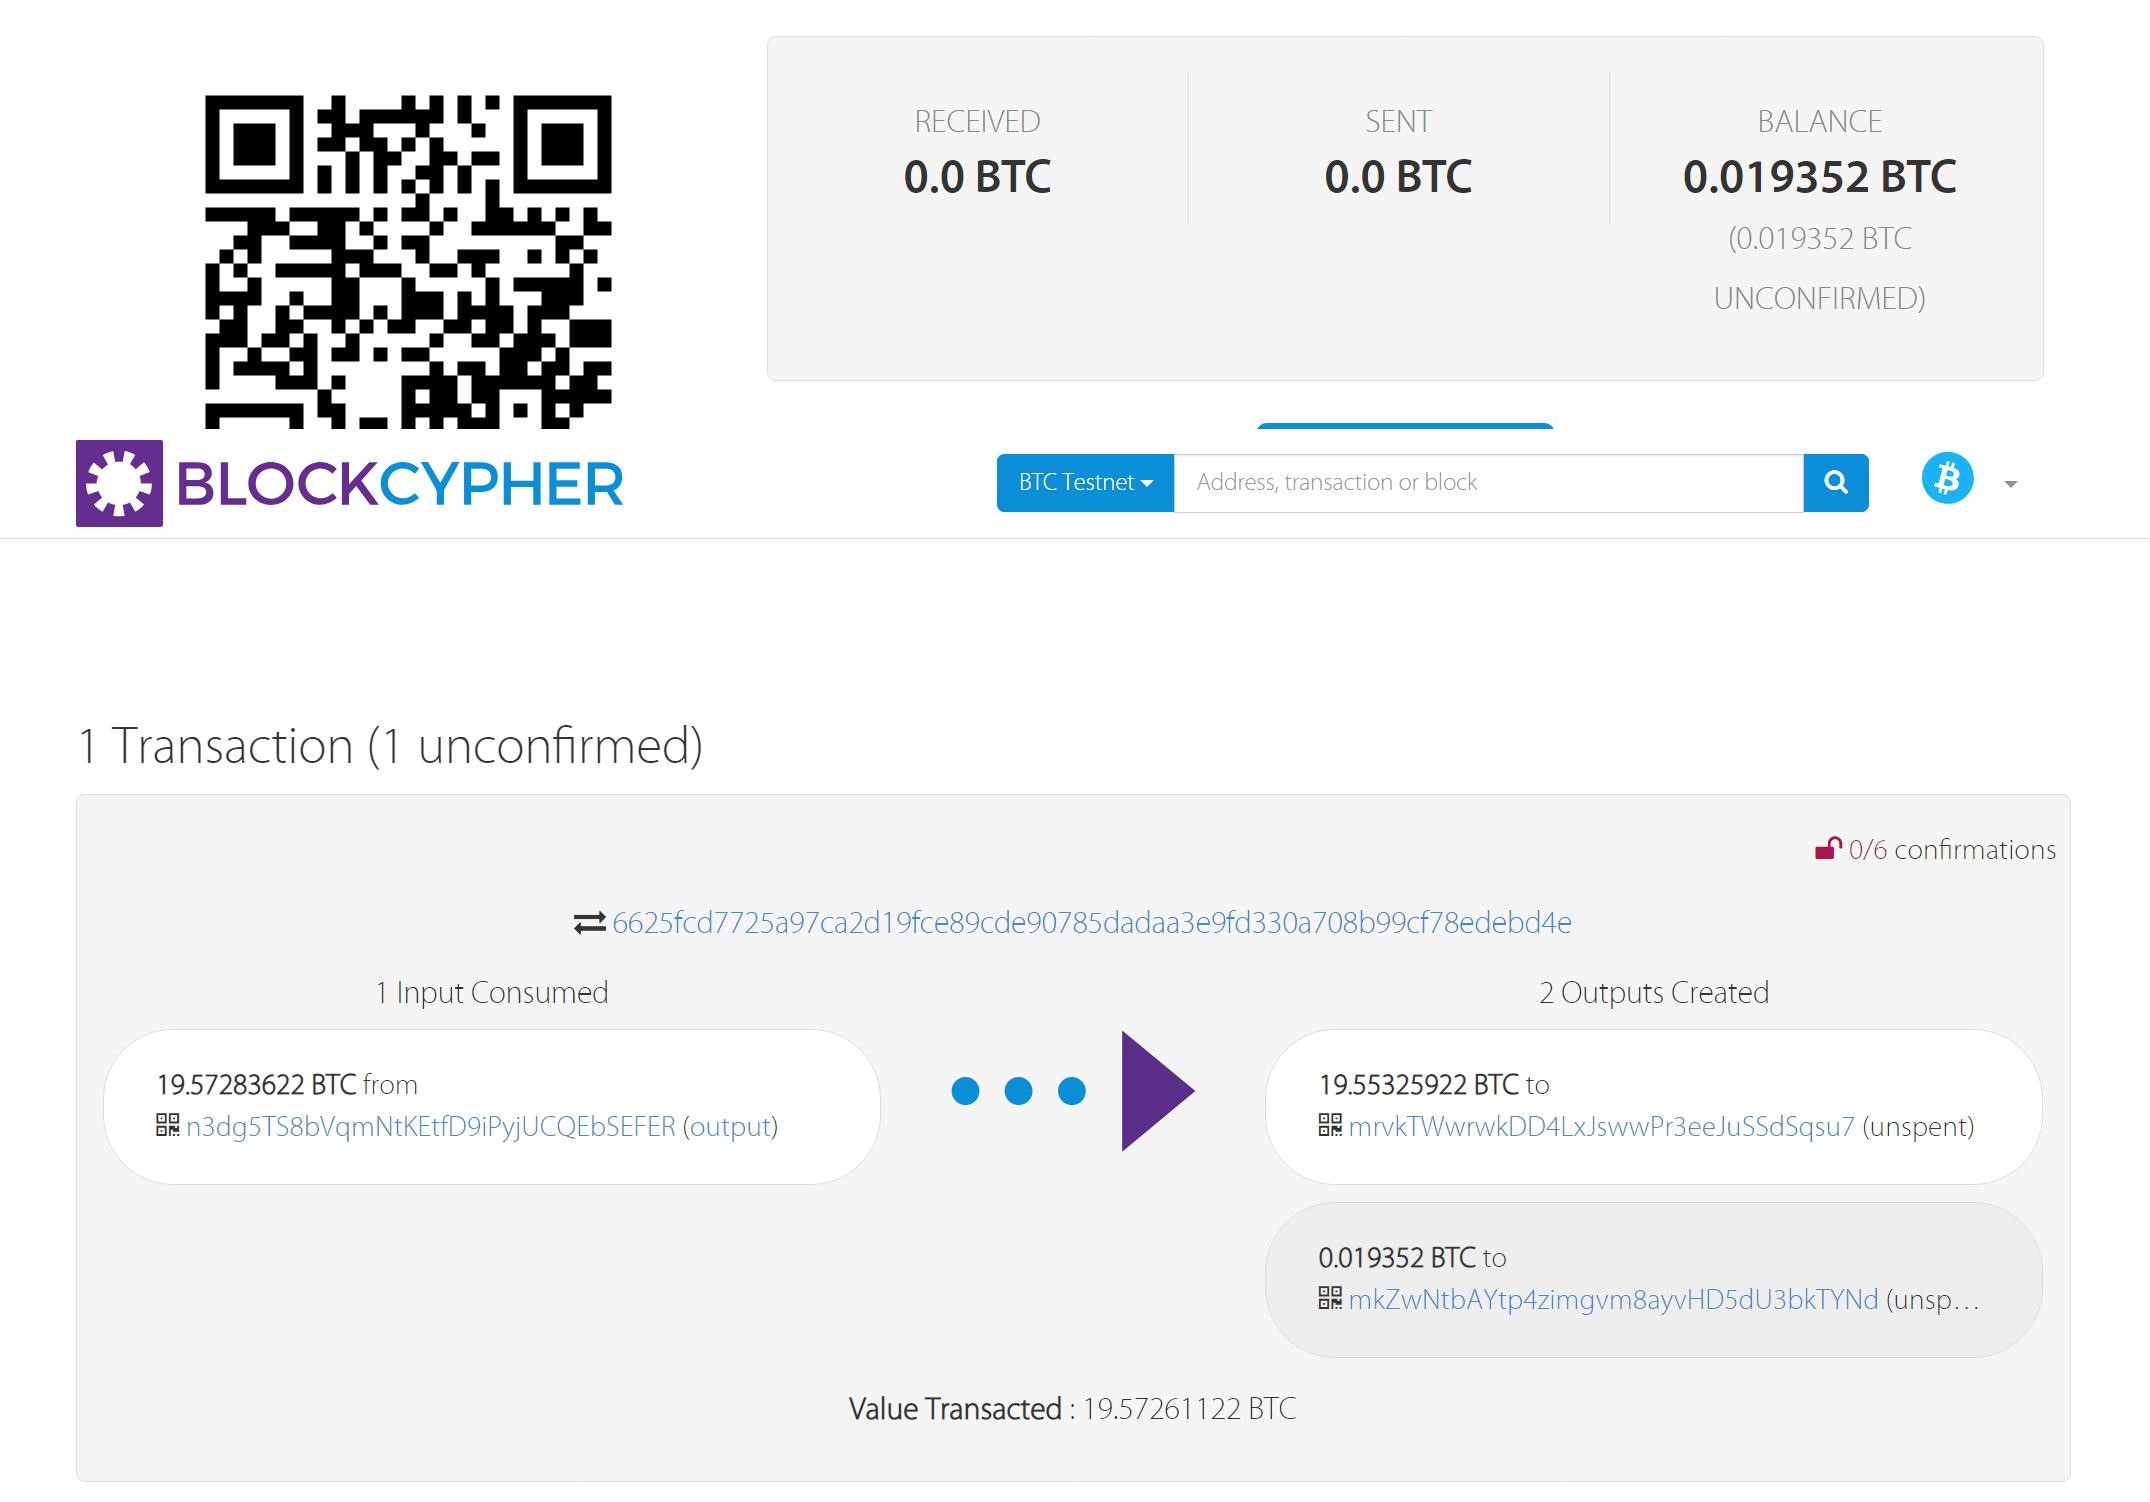 RECEIVED
0.0 BTC
SENT
0.0 BTC
BALANCE
0.019352 BTC
(0.019352 BTC
UNCONFIRMED)
BLOCKCYPHER
BTC Testnet
Address, transaction or block
1 Transaction (1 unconfirmed)
0/6 confirmations
6625fcd7725a97ca2d19fce89cde90785dadaa3e9fd330a708b99cf78edebd4e
1 Input Consumed
19.57283622 BTC from
n3dg5TS8bVqmNtKEtfD9iPyjUCQEbSEFER (output)
2 Outputs Created
19.55325922 BTC to
mrvkTWwrwkDD4LxJswwPr3eeJuSSdSqsu7 (unspent)
0.019352 BTC to
mkZwNtbAYtp4zimgvm8ayvHD5dU3bkTYNd (unsp...
Value Transacted : 19.57261122 BTC